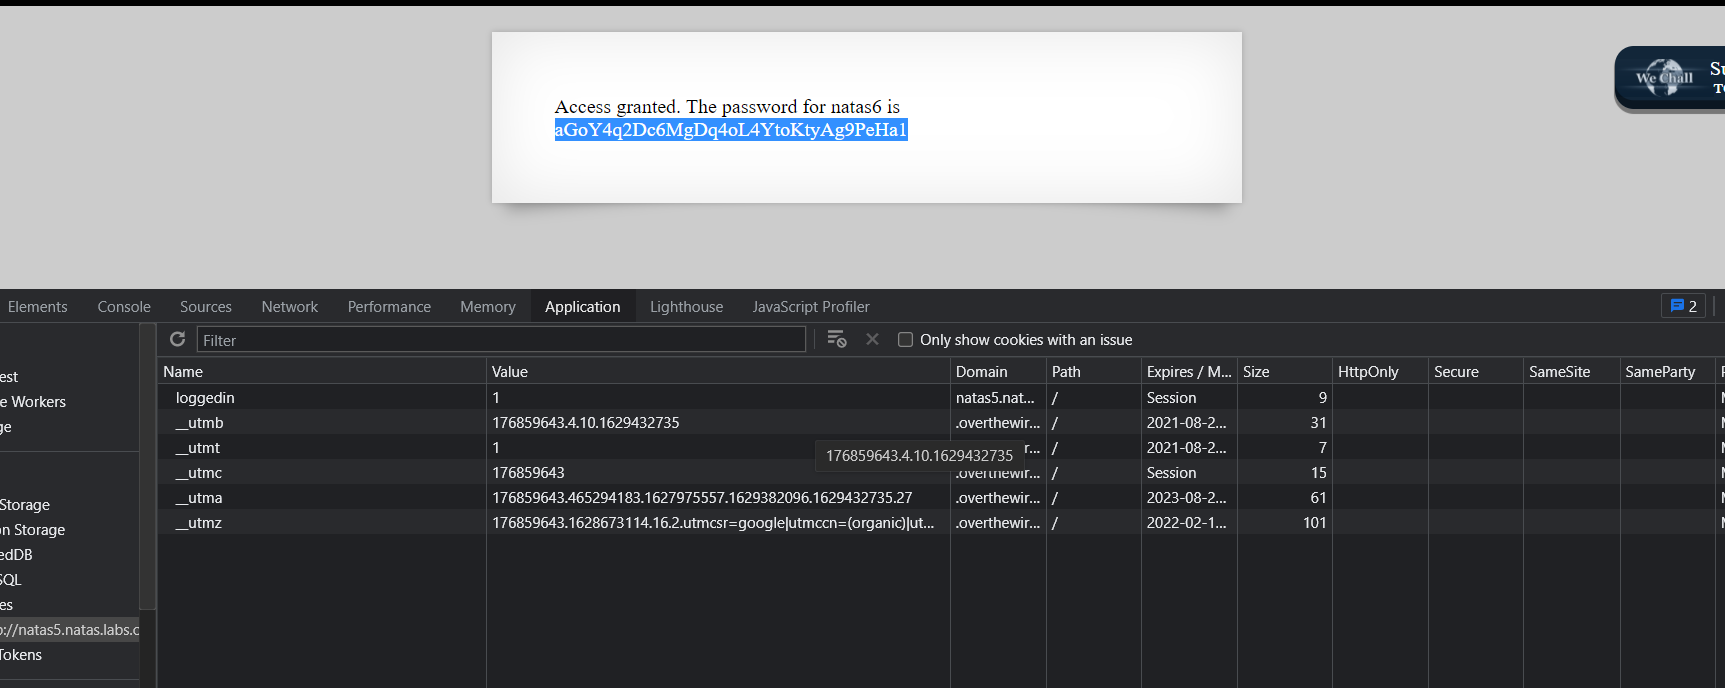 We Chall
Access granted. The password for natas6 is
aGoY4q2Dc6MgDq4oL4YtoKtyAg9PeHa1
Elements Console Sources Network Performance Memory Application Lighthouse JavaScript Profiler 2
Filter Only show cookies with an issue
Name Value Domain Path Expires / M... Size HttpOnly Secure SameSite SameParty
loggedin 1 natas5.nat... / Session 9
__utmb 176859643.4.10.1629432735 .overthewir... / 2021-08-2... 31
__utmt 1 / 2021-08-2... 7
176859643.4.10.1629432735
__utmc 176859643 .overthewir... / Session 15
__utma 176859643.465294183.1627975557.1629382096.1629432735.27 .overthewir... / 2023-08-2... 61
__utmz 176859643.1628673114.16.2.utmcsr=google|utmccn=(organic)|ut... .overthewir... / 2022-02-1... 101
est
e Workers
ge
Storage
on Storage
edDB
SQL
es
://natas5.natas.labs.o
Tokens